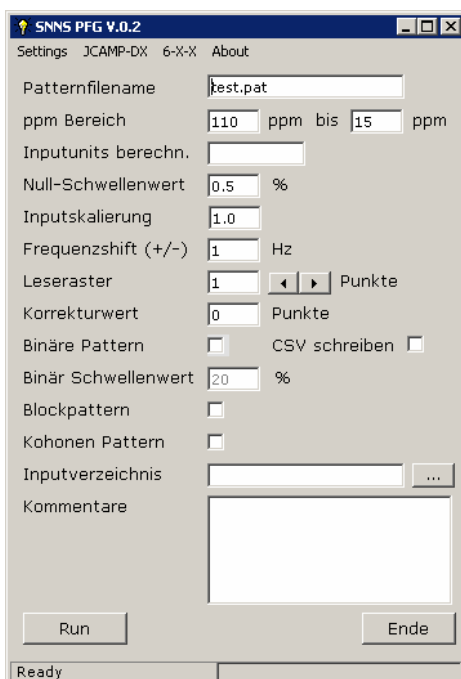 SNNS PFG V.0.2
Settings JCAMP-DX 6-X-X About
Patternfilename test.pat
ppm Bereich 110 ppm bis 15 ppm
Inputunits berechn.
Null-Schwellenwert 0.5 %
Inputskalierung 1.0
Frequenzshift (+/-) 1 Hz
Leseraster 1 Punkte
Korrekturwert 0 Punkte
Binäre Pattern CSV schreiben
Binär Schwellenwert 20 %
Blockpattern
Kohonen Pattern
Inputverzeichnis ...
Kommentare
Run Ende
Ready